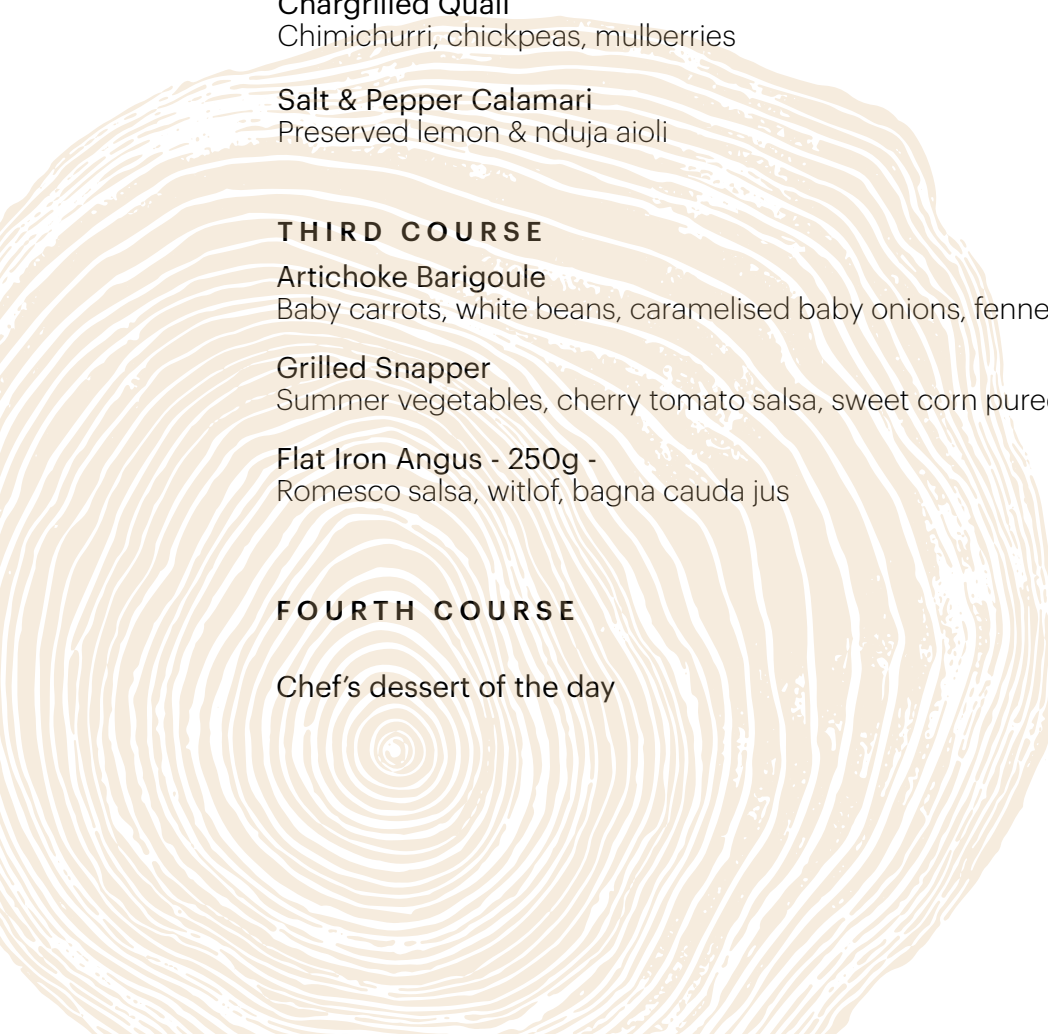 Chargrilled Quail
Chimichurri, chickpeas, mulberries
Salt & Pepper Calamari
Preserved lemon & nduja aioli
THIRD COURSE
Artichoke Barigoule
Baby carrots, white beans, caramelised baby onions,
Grilled Snapper
Summer vegetables, cherry tomato salsa, sweet corn
Flat Iron Angus - 250g -
Romesco salsa, witlof, bagna cauda jus
FOURTH COURSE
Chef’s dessert of the day